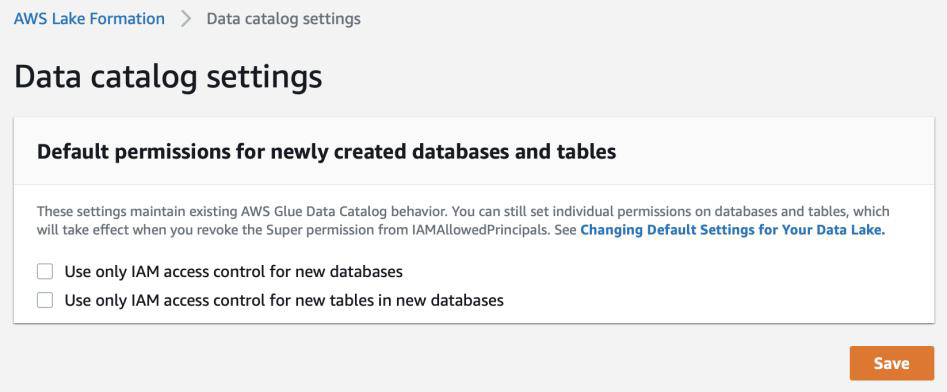 AWS Lake Formation > Data catalog settings
Data catalog settings
Default permissions for newly created databases and tables
These settings maintain existing AWS Glue Data Catalog behavior. You can still set individual permissions on databases and tables, which
will take effect when you revoke the Super permission from IAMAllowedPrincipals. See Changing Default Settings for Your Data Lake.
Use only IAM access control for new databases
Use only IAM access control for new tables in new databases
Save